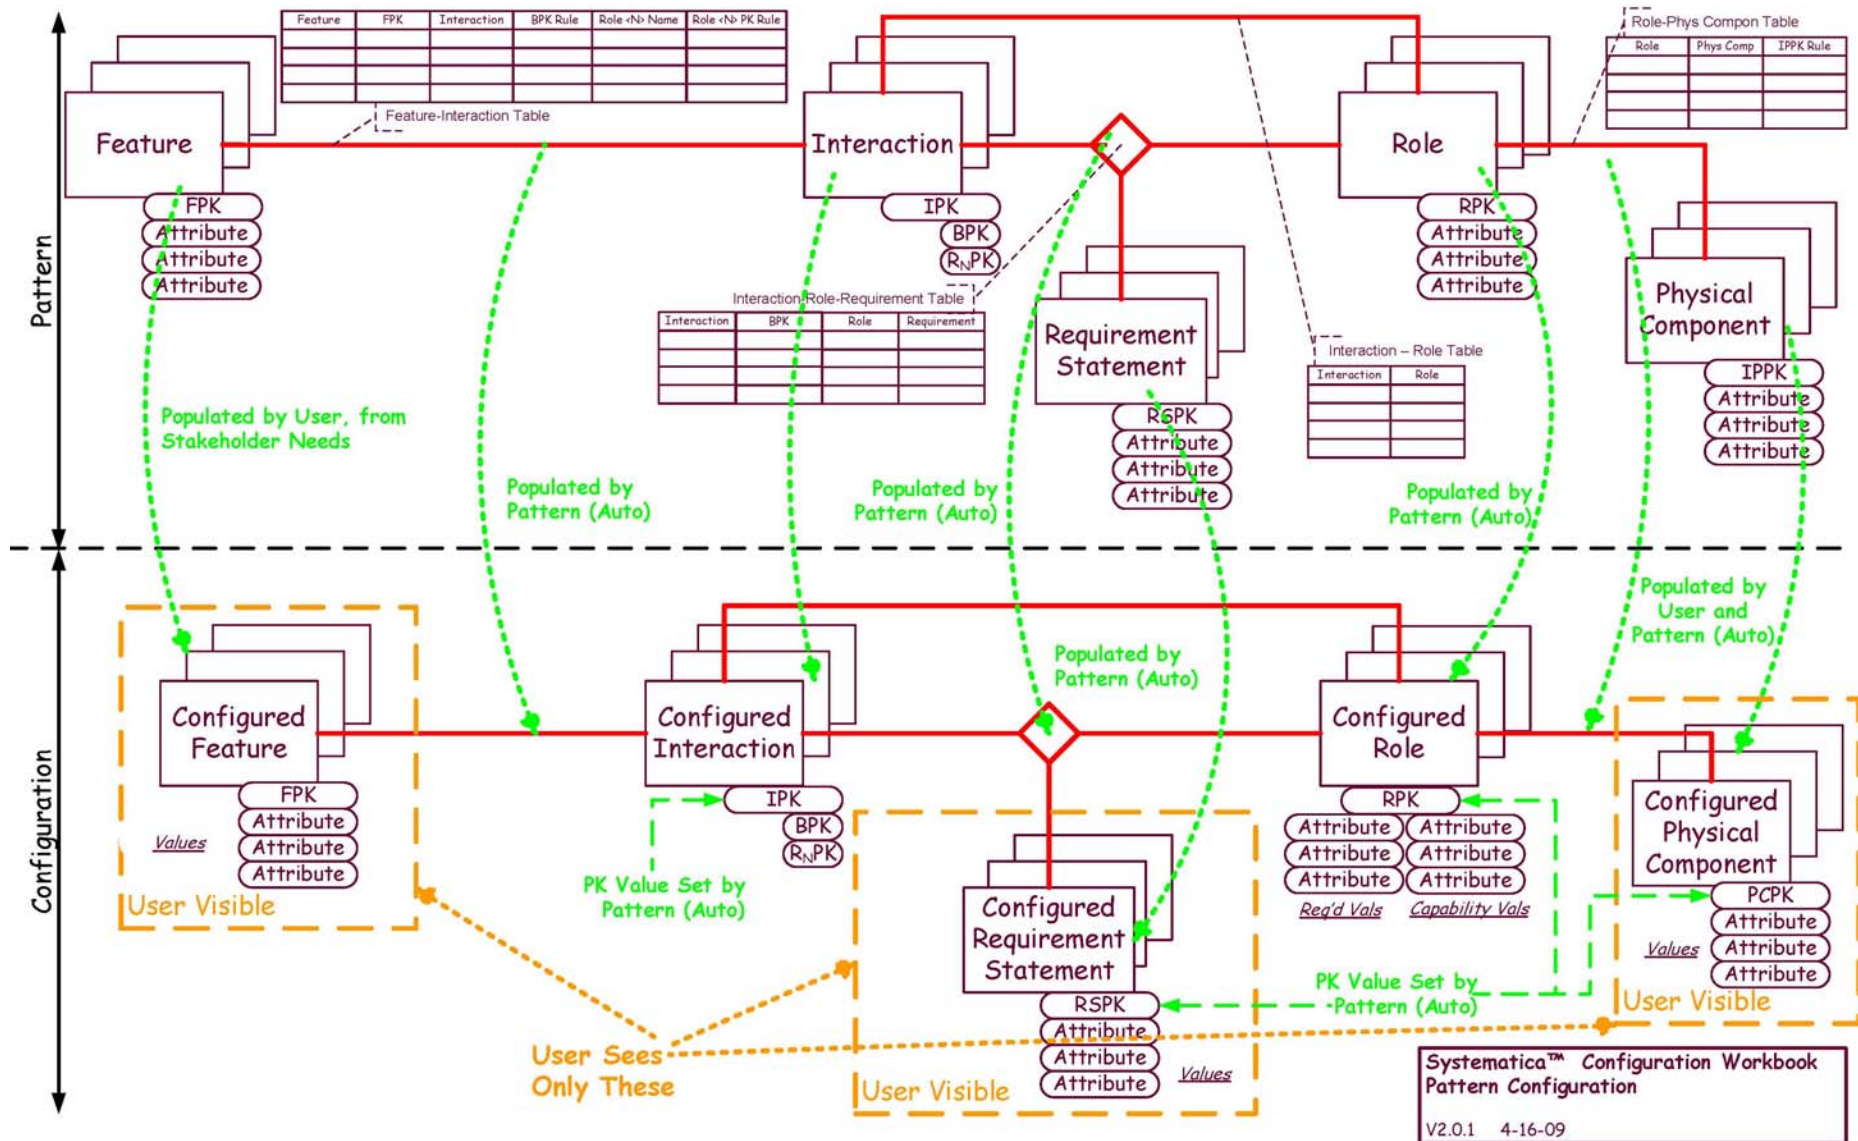 Feature FPK Interaction BPK Rule Role <N> Name Role <N> PK Rule
Feature-Interaction Table
Role-Phys Compon Table
Role Phys Comp IPPK Rule
Pattern
Feature
FPK
Attribute
Attribute
Attribute
Interaction
IPK
BPK
RNPK
Role
RPK
Attribute
Attribute
Attribute
Physical
Component
IPPK
Attribute
Attribute
Attribute
Interaction-Role-Requirement Table
Interaction BPK Role Requirement
Requirement
Statement
RSPK
Attribute
Attribute
Attribute
Interaction – Role Table
Interaction Role
Populated by User, from
Stakeholder Needs
Populated by
Pattern (Auto)
Populated by
Pattern (Auto)
Populated by
Pattern (Auto)
Configuration
Populated by
User and
Pattern (Auto)
Populated by
Pattern (Auto)
Configured
Feature
FPK
Attribute
Attribute
Attribute
Values
User Visible
Configured
Interaction
IPK
BPK
RNPK
PK Value Set by
Pattern (Auto)
Configured
Role
RPK
Attribute Attribute
Attribute Attribute
Attribute Attribute
Req'd Vals Capability Vals
Configured
Physical
Component
PCPK
Attribute
Attribute
Attribute
Values
User Visible
Configured
Requirement
Statement
RSPK
Attribute
Attribute
Attribute
Values
User Visible
PK Value Set by
Pattern (Auto)
User Sees
Only These
Systematica™ Configuration Workbook
Pattern Configuration
V2.0.1 4-16-09